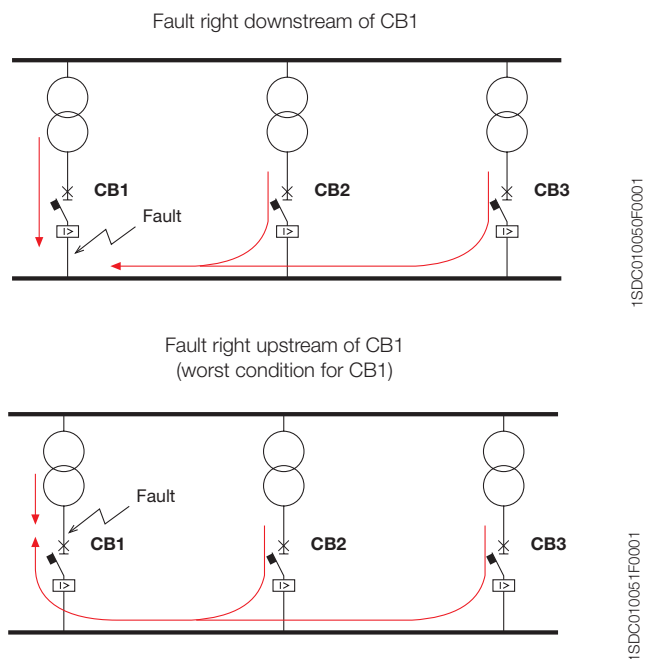 Fault right downstream of CB1
CB1
CB2
CB3
Fault
I>
I>
I>
1SDC010050F0001
Fault right upstream of CB1
(worst condition for CB1)
Fault
CB1
CB2
CB3
I>
I>
I>
1SDC010051F0001